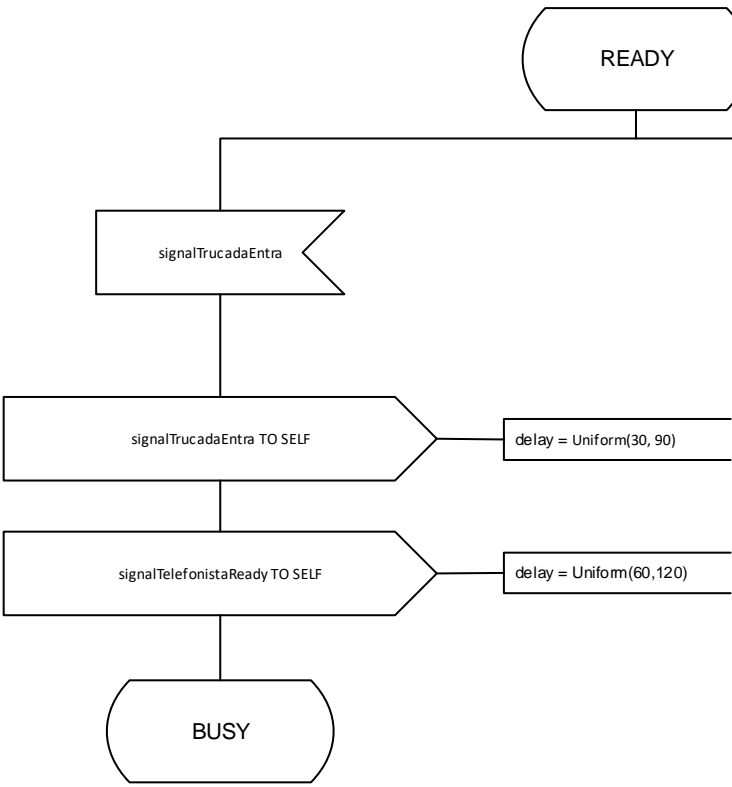 READY
signalTrucadaEntra
signalTrucadaEntra TO SELF
delay = Uniform(30, 90)
signalTelefonistaReady TO SELF
delay = Uniform(60,120)
BUSY